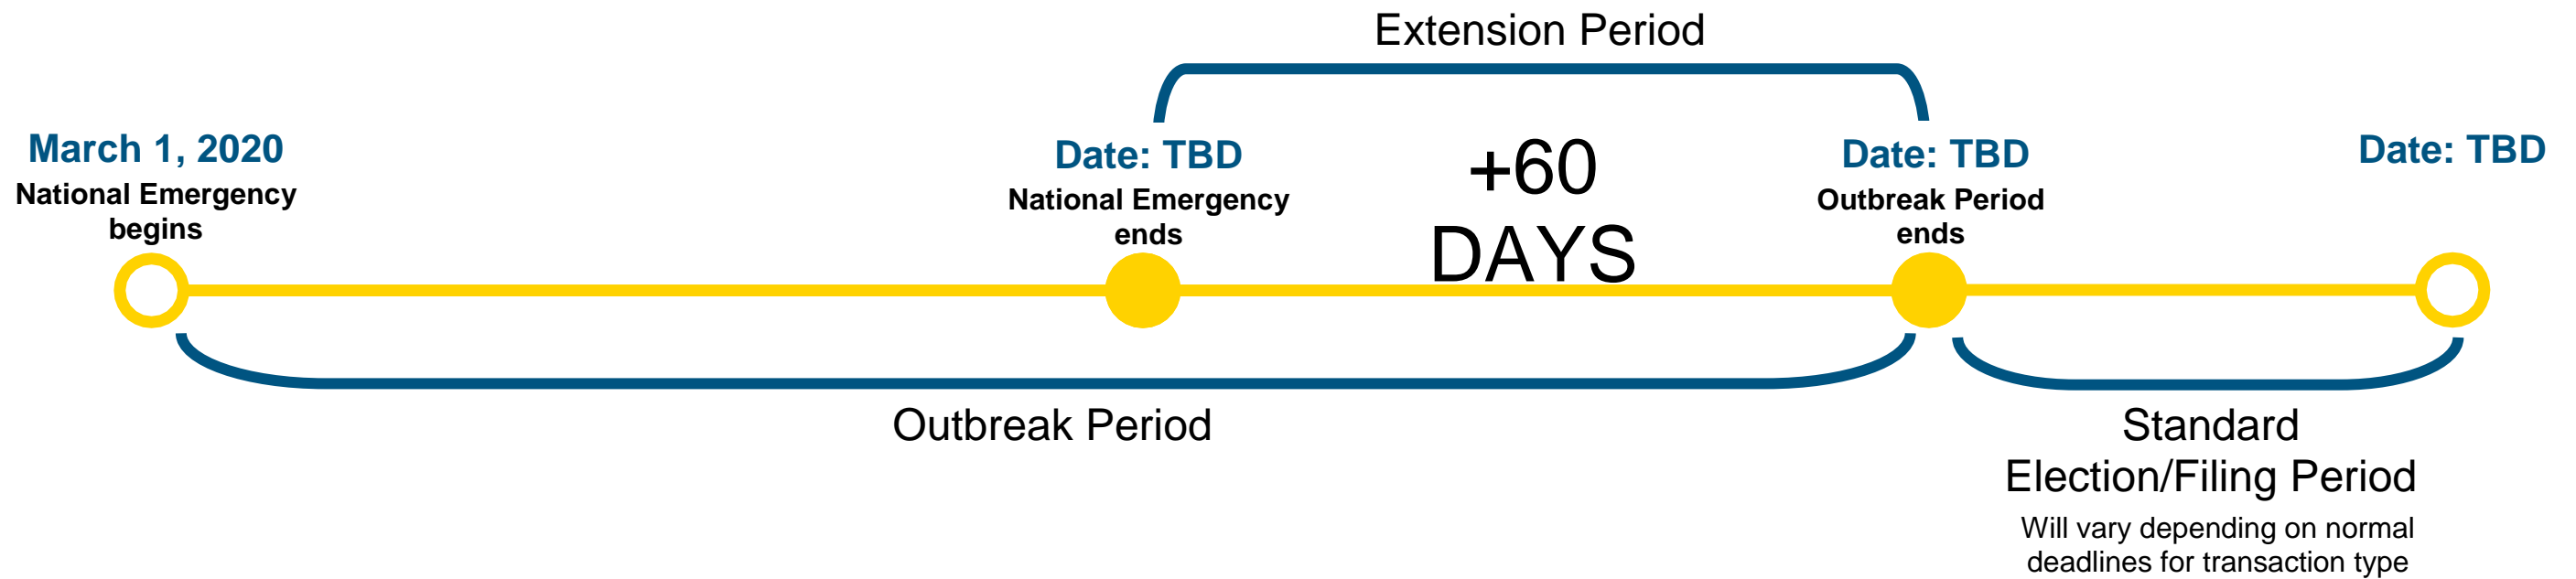 Extension Period
March 1, 2020
National Emergency
begins
Date: TBD
National Emergency
ends
+60
DAYS
Date: TBD
Outbreak Period
ends
Date: TBD
Outbreak Period
Standard
Election/Filing Period
Will vary depending on normal
deadlines for transaction type